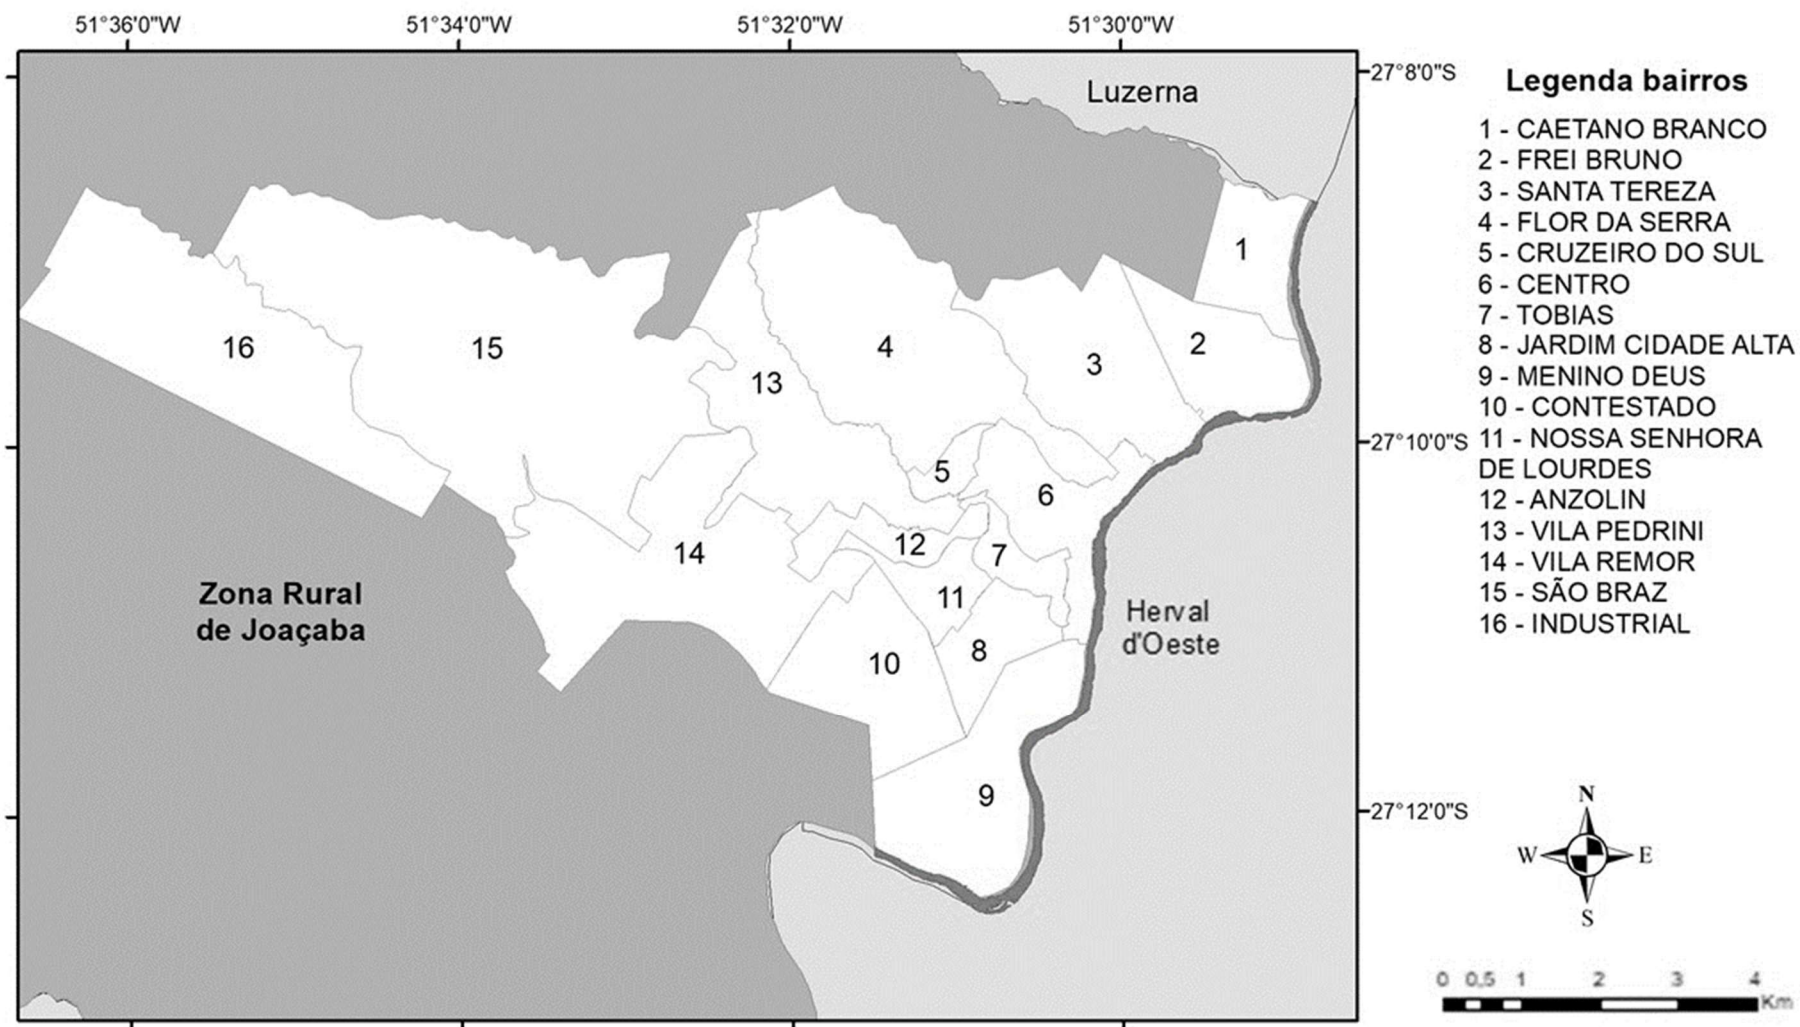 51°36'0"W 51°34'0"W 51°32'0"W 51°30'0"W
27°8'0"S
Luzerna
Legenda bairros
1 - CAETANO BRANCO
2 - FREI BRUNO
3 - SANTA TEREZA
4 - FLOR DA SERRA
5 - CRUZEIRO DO SUL
6 - CENTRO
7 - TOBIAS
8 - JARDIM CIDADE ALTA
9 - MENINO DEUS
10 - CONTESTADO
11 - NOSSA SENHORA
DE LOURDES
12 - ANZOLIN
13 - VILA PEDRINI
14 - VILA REMOR
15 - SÃO BRAZ
16 - INDUSTRIAL
1
16 15 4 2
13 3
27°10'0"S
5
6
14 12 7
11
Zona Rural
de Joaçaba
Herval
d'Oeste
10 8
9
27°12'0"S
N
W E
S
0 0,5 1 2 3 4
Km